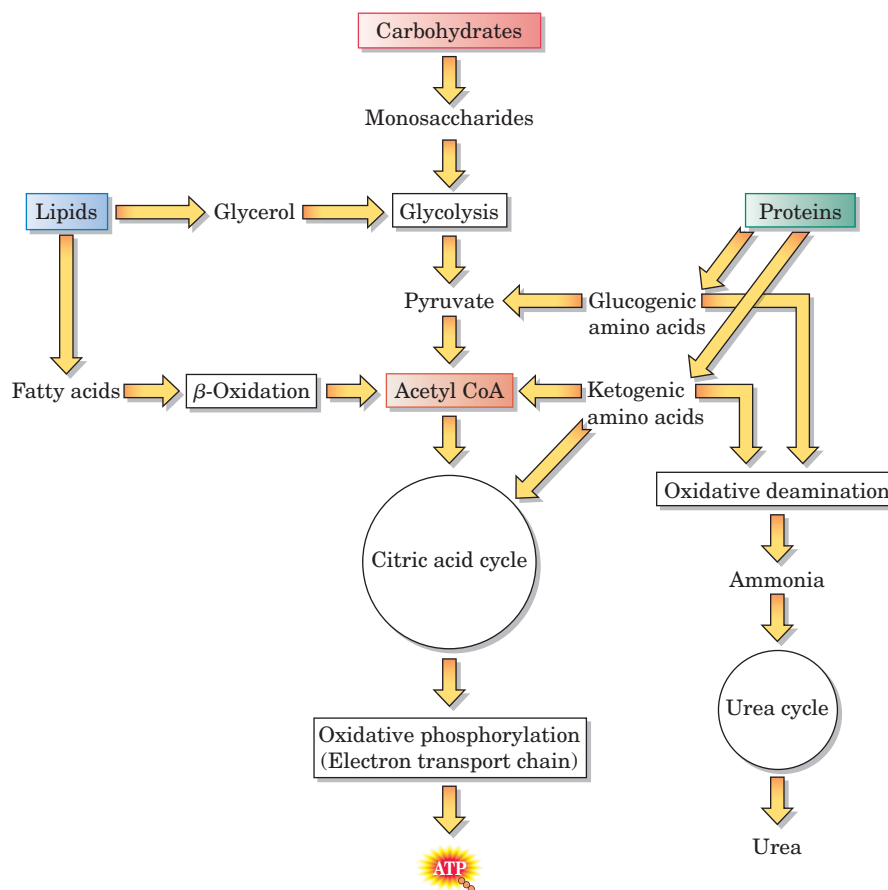 Carbohydrates
Monosaccharides
Lipids
Glycerol
Glycolysis
Proteins
Pyruvate
Glucogenic
amino acids
Fatty acids
β-Oxidation
Acetyl CoA
Ketogenic
amino acids
Oxidative deamination
Citric acid cycle
Ammonia
Urea cycle
Oxidative phosphorylation
(Electron transport chain)
Urea
ATP